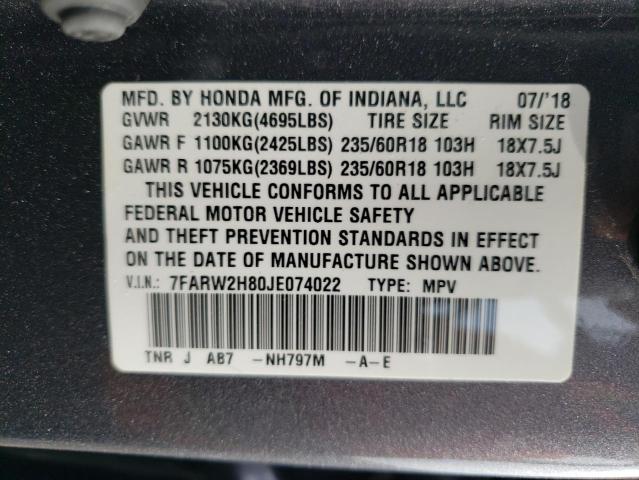 MFD. BY HONDA MFG. OF INDIANA, LLC 07/'18
GVWR 2130KG(4695LBS) TIRE SIZE RIM SIZE
GAWR F 1100KG(2425LBS) 235/60R18 103H 18X7.5J
GAWR R 1075KG(2369LBS) 235/60R18 103H 18X7.5J
THIS VEHICLE CONFORMS TO ALL APPLICABLE
FEDERAL MOTOR VEHICLE SAFETY
AND THEFT PREVENTION STANDARDS IN EFFECT
ON THE DATE OF MANUFACTURE SHOWN ABOVE.
V.I.N.: 7FARW2H80JE074022 TYPE: MPV
TNR J AB7 -NH797M -A-E